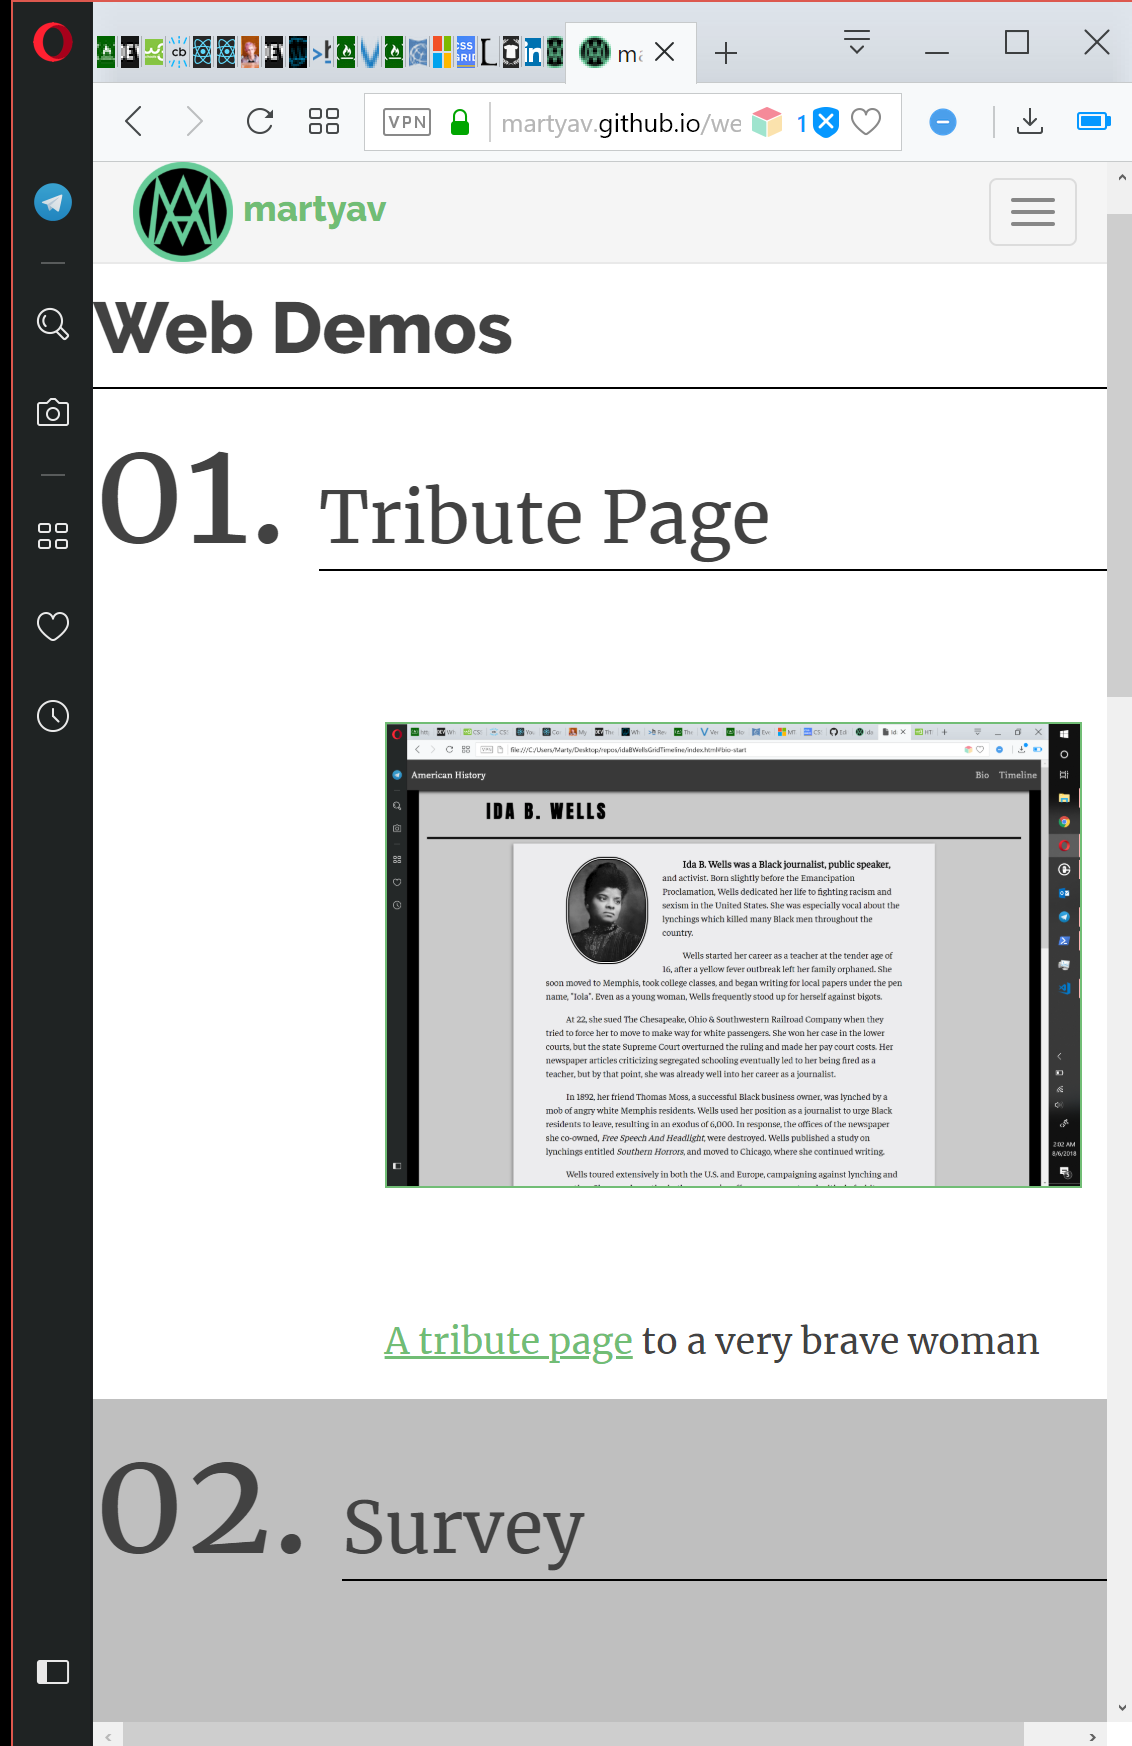 m
VPN martyav.github.io/we 1
martyav
Web Demos
01. Tribute Page
file:///C:/Users/Marty/Desktop/repos/idaBWellsGridTimeline/index.html#bio-start
American History Bio Timeline
IDA B. WELLS
Ida B. Wells was a Black journalist, public speaker,
and activist. Born slightly before the Emancipation
Proclamation, Wells dedicated her life to fighting racism and
sexism in the United States. She was especially vocal about the
lynchings which killed many Black men throughout the
country.
Wells started her career as a teacher at the tender age of
16, after a yellow fever outbreak left her family orphaned. She
soon moved to Memphis, took college classes, and began writing for local papers under the pen
name, "Iola". Even as a young woman, Wells frequently stood up for herself against bigots.
At 22, she sued The Chesapeake, Ohio & Southwestern Railroad Company when they
tried to force her to move to make way for white passengers. She won her case in the lower
courts, but the state Supreme Court overturned the ruling and made her pay court costs. Her
newspaper articles criticizing segregated schooling eventually led to her being fired as a
teacher, but by that point, she was already well into her career as a journalist.
In 1892, her friend Thomas Moss, a successful Black business owner, was lynched by a
mob of angry white Memphis residents. Wells used her position as a journalist to urge Black
residents to leave, resulting in an exodus of 6,000. In response, the offices of the newspaper
she co-owned, Free Speech And Headlight, were destroyed. Wells published a study on
lynchings entitled Southern Horrors, and moved to Chicago, where she continued writing.
Wells toured extensively in both the U.S. and Europe, campaigning against lynching and
2:02 AM
8/6/2018
A tribute page to a very brave woman
02. Survey